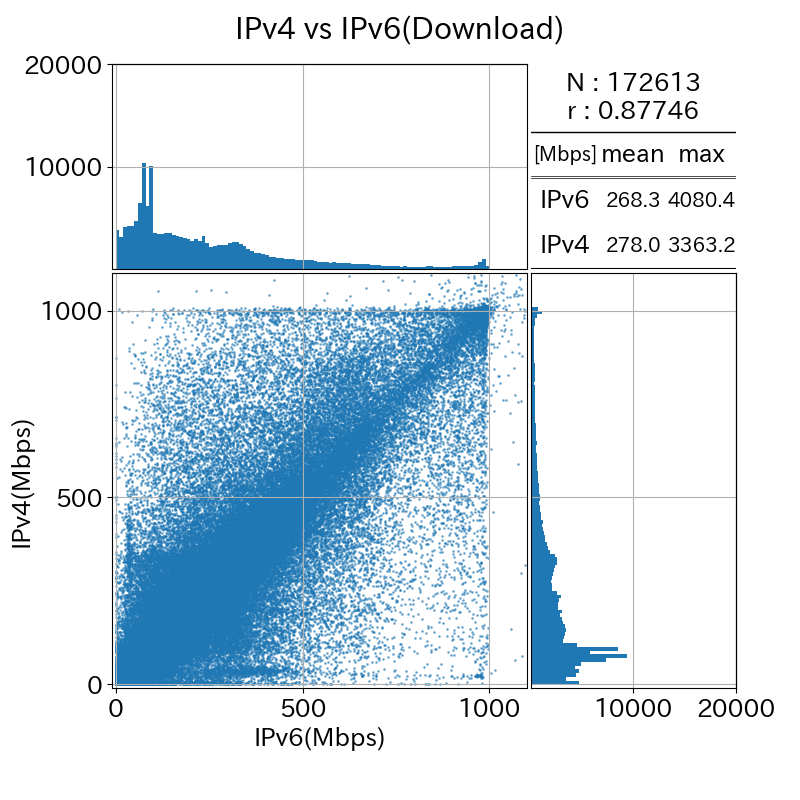 IPv4 vs IPv6(Download)
20000
10000
N : 172613
r : 0.87746
[Mbps] mean max
IPv6 268.3 4080.4
IPv4 278.0 3363.2
1000
500
0
IPv4(Mbps)
0 500 1000
IPv6(Mbps)
10000 20000